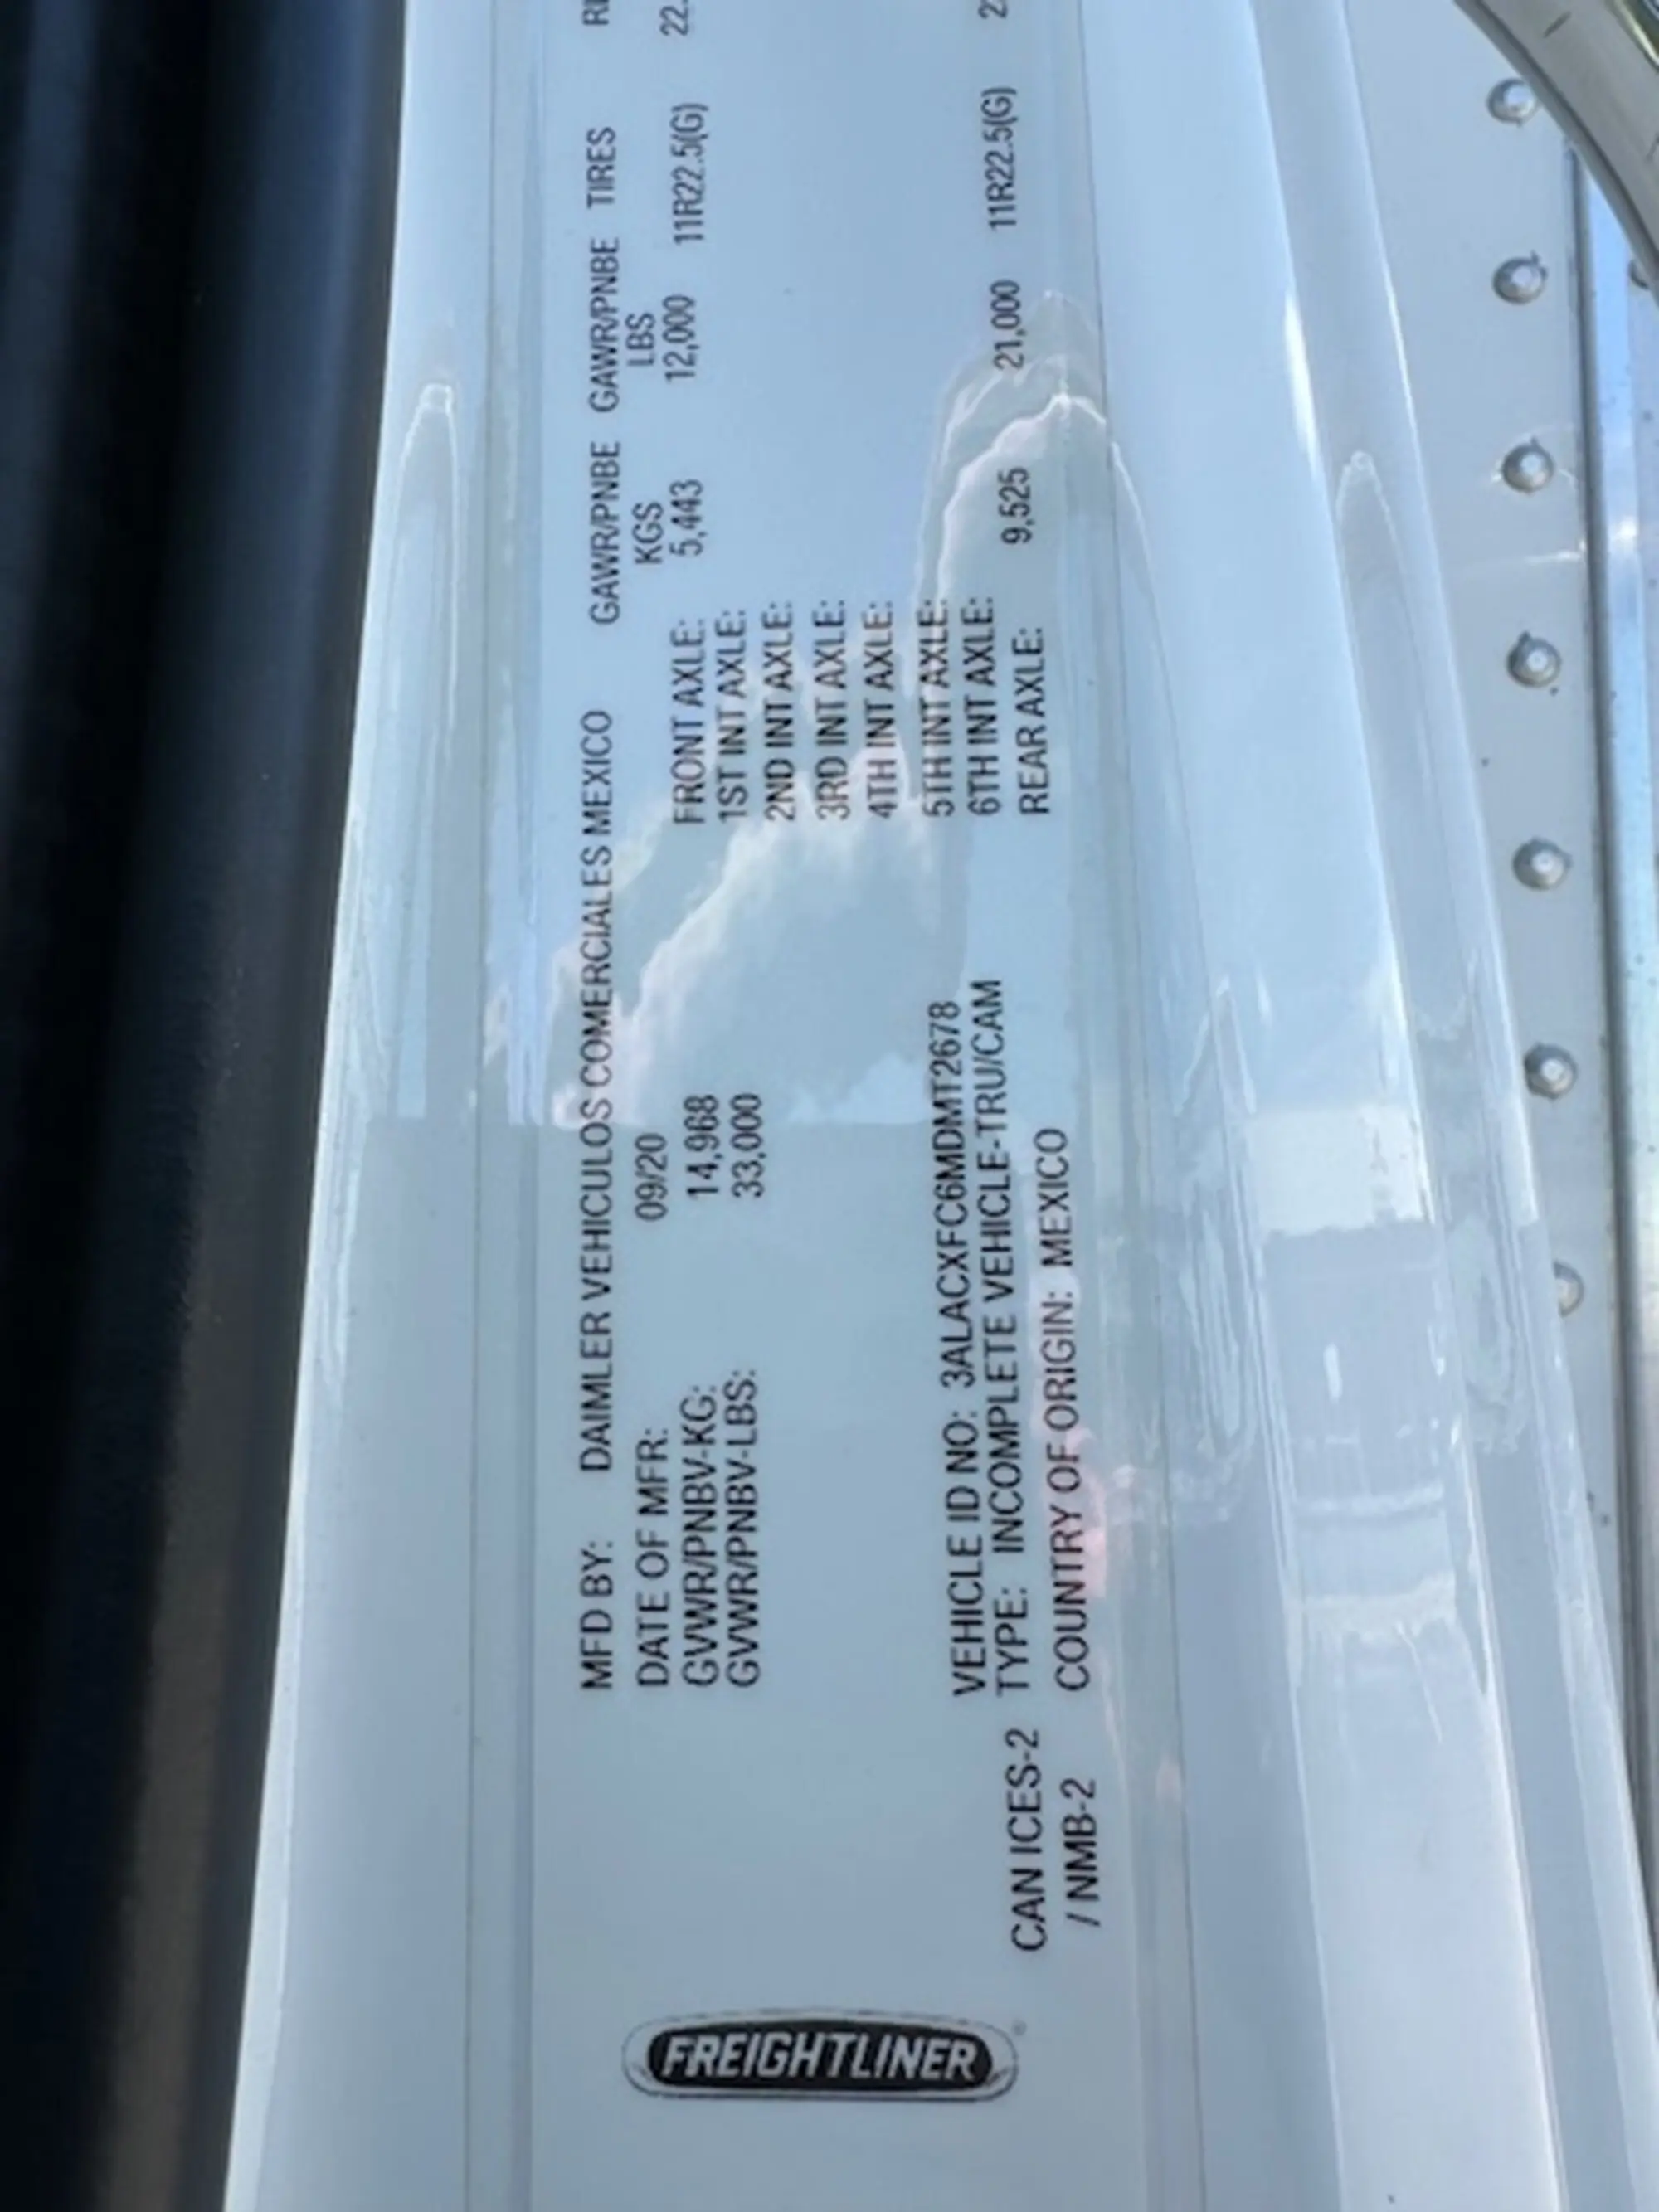 FREIGHTLINER
MFD BY: DAIMLER VEHICULOS COMERCIALES MEXICO
DATE OF MFR: 09/20
GVWR/PNBV-KG: 14,968
GVWR/PNBV-LBS: 33,000
VEHICLE ID NO: 3ALACXFC6MDMT2678
CAN ICES-2 TYPE: INCOMPLETE VEHICLE-TRU/CAM
/ NMB-2 COUNTRY OF ORIGIN: MEXICO
GAWR/PNBE GAWR/PNBE TIRES
KGS LBS
FRONT AXLE: 5,443 12,000 11R22.5(G) 22.
1ST INT AXLE:
2ND INT AXLE:
3RD INT AXLE:
4TH INT AXLE:
5TH INT AXLE:
6TH INT AXLE:
REAR AXLE: 9,525 21,000 11R22.5(G)